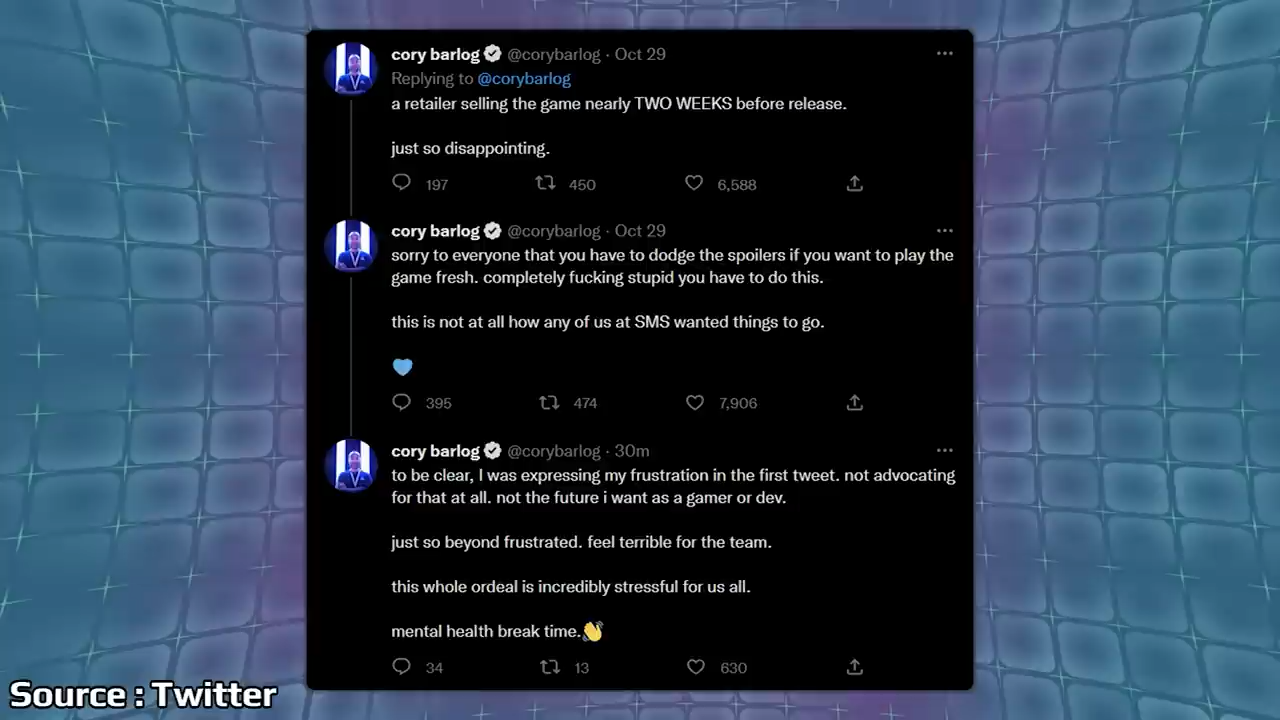 cory barlog @corybarlog · Oct 29
Replying to @corybarlog
a retailer selling the game nearly TWO WEEKS before release.
just so disappointing.
197 450 6,588
cory barlog @corybarlog · Oct 29
sorry to everyone that you have to dodge the spoilers if you want to play the
game fresh. completely fucking stupid you have to do this.
this is not at all how any of us at SMS wanted things to go.
💙
395 474 7,906
cory barlog @corybarlog · 30m
to be clear, I was expressing my frustration in the first tweet. not advocating
for that at all. not the future i want as a gamer or dev.
just so beyond frustrated. feel terrible for the team.
this whole ordeal is incredibly stressful for us all.
mental health break time.👋
34 13 630
Source : Twitter